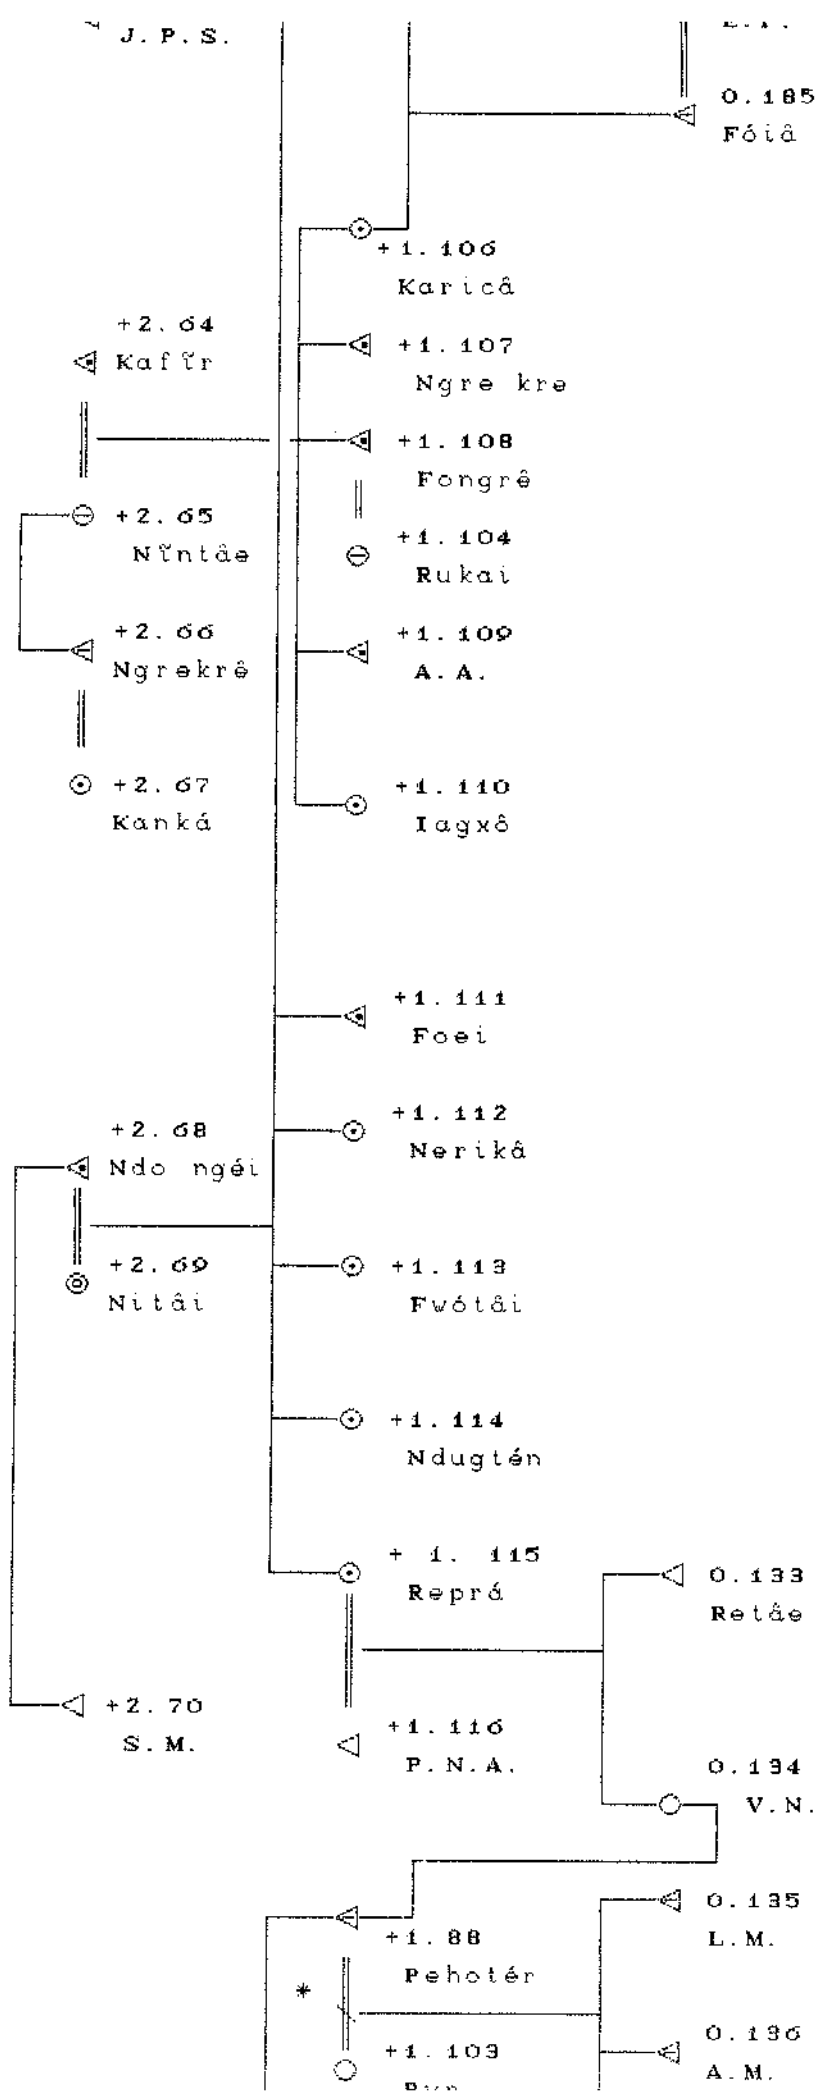 J.P.S.
0.185
Fóiâ
+1.106
Karicâ
+2.64
Kafĩr
+1.107
Ngre kre
+1.108
Fongrê
+2.65
Nĩntâe
+1.104
Rukai
+2.66
Ngrekrê
+1.109
A.A.
+2.67
Kanká
+1.110
Iagxô
+1.111
Foei
+1.112
Nerikâ
+2.68
Ndo ngéi
+2.69
Nitâi
+1.113
Fwótâi
+1.114
Ndugtén
+ 1. 115
Reprá
0.133
Retâe
+2.70
S.M.
+1.116
P.N.A.
0.134
V.N.
0.135
L.M.
+1.88
Pehotér
*
0.136
A.M.
+1.103